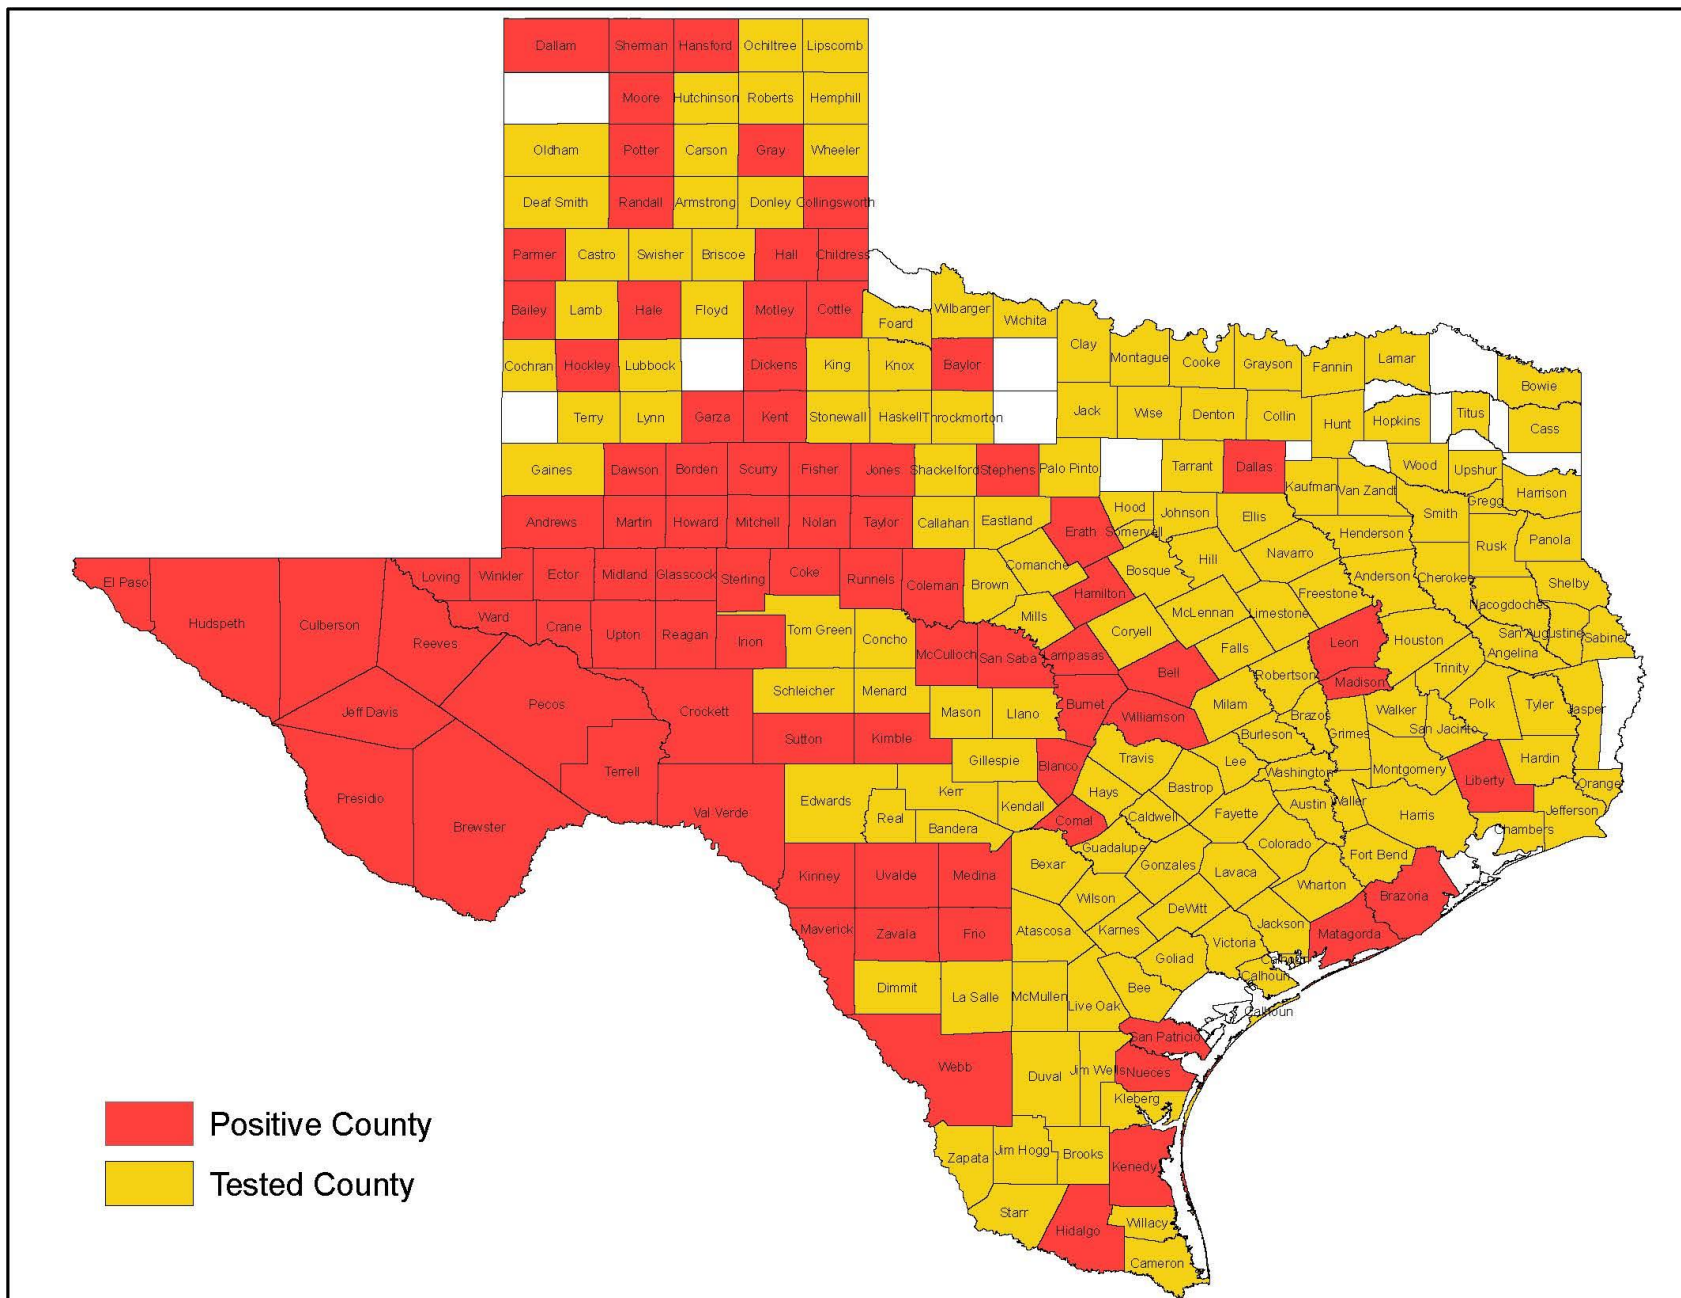 Dallam Sherman Hansford Ochiltree Lipscomb
Moore Hutchinson Roberts Hemphill
Oldham Potter Carson Gray Wheeler
Deaf Smith Randall Armstrong Donley Collingsworth
Parmer Castro Swisher Briscoe Hall Childress
Bailey Lamb Hale Floyd Motley Cottle Foard Wilbarger Wichita
Cochran Hockley Lubbock Dickens King Knox Baylor Clay Montague Cooke Grayson Fannin Lamar Bowie
Terry Lynn Garza Kent Stonewall Haskell Throckmorton Jack Wise Denton Collin Hunt Hopkins Titus Cass
Gaines Dawson Borden Scurry Fisher Jones Shackelford Stephens Palo Pinto Tarrant Dallas Kaufman Van Zandt Wood Upshur Gregg Harrison
Andrews Martin Howard Mitchell Nolan Taylor Callahan Eastland Erath Hood Somervell Johnson Ellis Henderson Smith Rusk Panola
El Paso Hudspeth Culberson Reeves Loving Winkler Ector Midland Glasscock Sterling Coke Runnels Coleman Brown Comanche Hamilton Bosque Hill Navarro Freestone Anderson Cherokee Nacogdoches Shelby
Ward Crane Upton Reagan Irion Tom Green Concho McCulloch San Saba Mills Lampasas Coryell McLennan Limestone Falls Leon Houston San Augustine Sabine Angelina Trinity
Jeff Davis Pecos Crockett Schleicher Menard Mason Llano Burnet Bell Williamson Milam Robertson Brazos Madison Grimes Walker San Jacinto Polk Tyler Jasper
Presidio Brewster Terrell Val Verde Sutton Kimble Gillespie Blanco Travis Burleson Lee Washington Montgomery Liberty Hardin Orange
Edwards Real Kerr Bandera Kendall Comal Hays Caldwell Bastrop Fayette Austin Waller Harris Chambers Jefferson
Kinney Uvalde Medina Bexar Guadalupe Gonzales Lavaca Colorado Fort Bend Wharton Brazoria
Maverick Zavala Frio Atascosa Wilson Karnes DeWitt Goliad Victoria Jackson Matagorda
Calhoun
Calhoun
Calhoun
Dimmit La Salle McMullen Live Oak Bee
San Patricio
Webb Duval Jim Wells Nueces
Kleberg
Zapata Jim Hogg Brooks Kenedy
Starr Hidalgo Willacy
Cameron
Positive County
Tested County